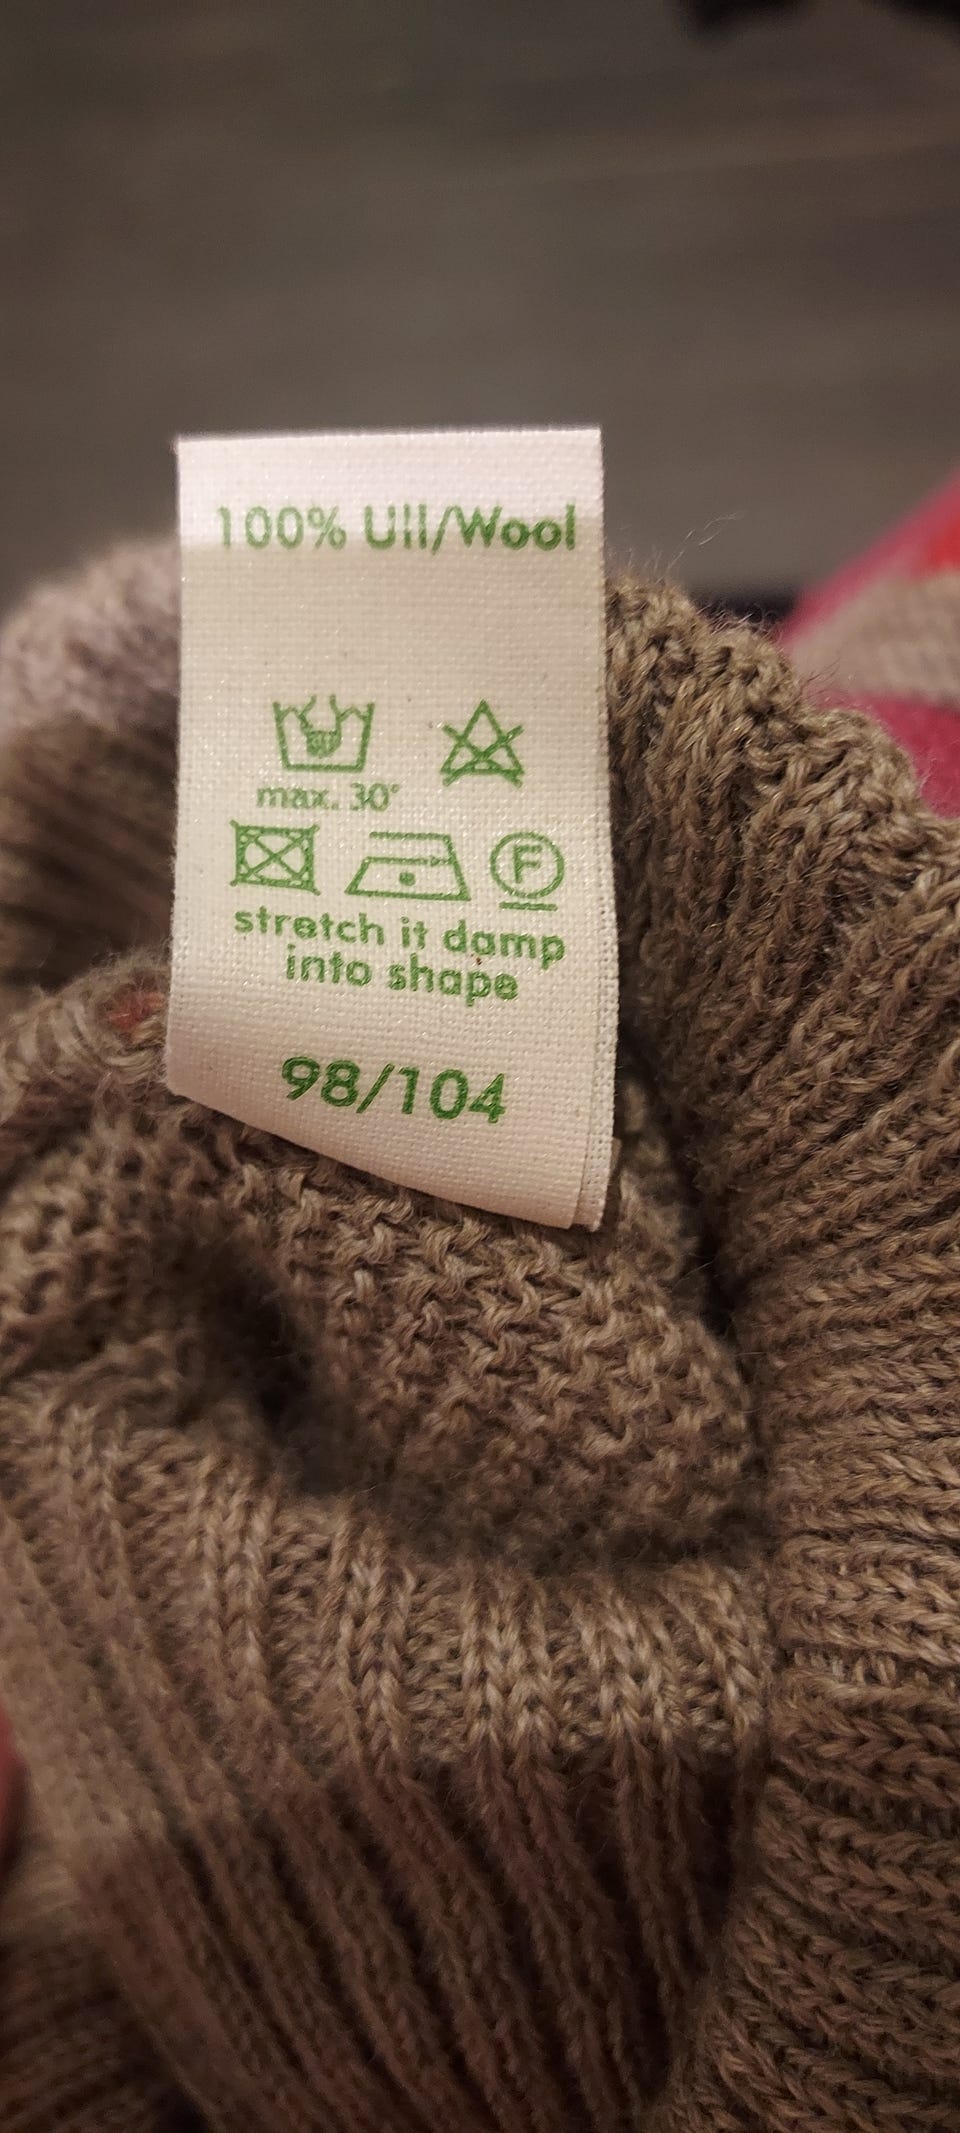 100% Ull/Wool
max. 30°
F
stretch it damp
into shape
98/104